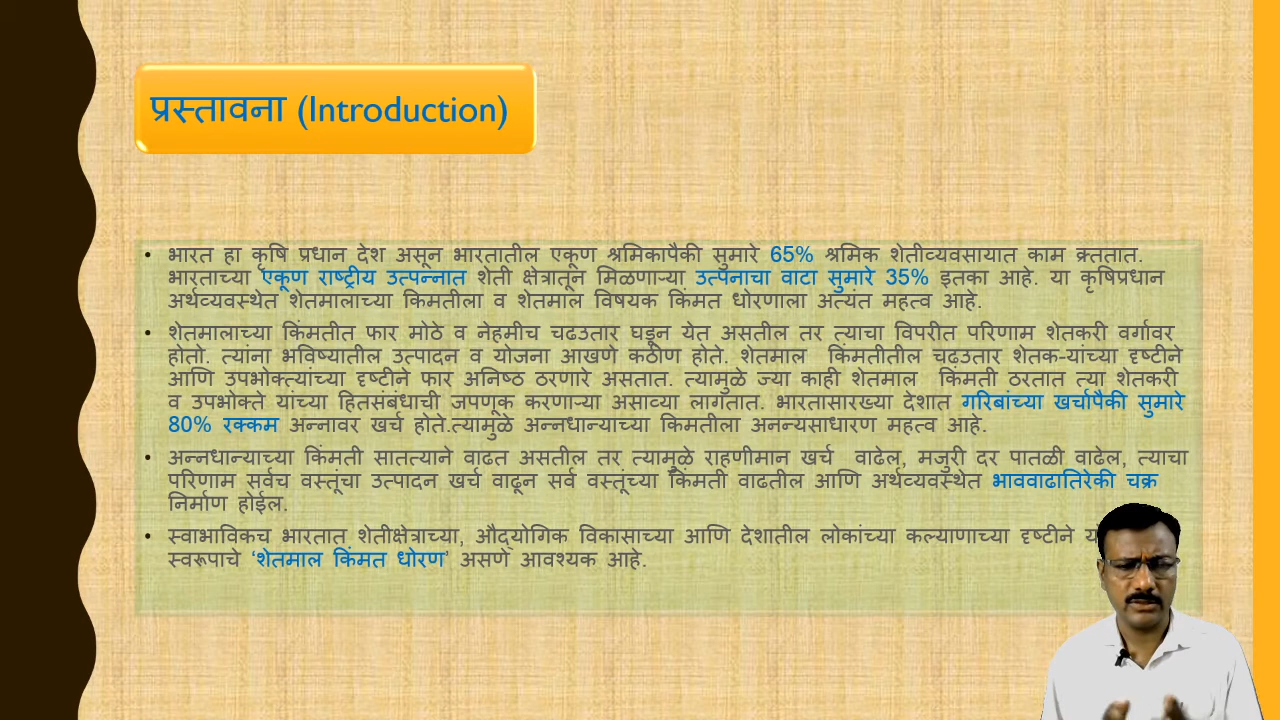 प्रस्तावना (Introduction)
• भारत हा कृषि प्रधान देश असून भारतातील एकूण श्रमिकापैकी सुमारे 65% श्रमिक शेतीव्यवसायात काम क्र्ततात.
भारताच्या एकूण राष्ट्रीय उत्पन्नात शेती क्षेत्रातून मिळणाऱ्या उत्पनाचा वाटा सुमारे 35% इतका आहे. या कृषिप्रधान
अर्थव्यवस्थेत शेतमालाच्या किमतीला व शेतमाल विषयक किंमत धोरणाला अत्यंत महत्व आहे.
• शेतमालाच्या किंमतीत फार मोठे व नेहमीच चढउतार घडून येत असतील तर त्याचा विपरीत परिणाम शेतकरी वर्गावर
होतो. त्यांना भविष्यातील उत्पादन व योजना आखणे कठीण होते. शेतमाल किंमतीतील चढउतार शेतक-यांच्या दृष्टीने
आणि उपभोक्त्यांच्या दृष्टीने फार अनिष्ठ ठरणारे असतात. त्यामुळे ज्या काही शेतमाल किंमती ठरतात त्या शेतकरी
व उपभोक्ते यांच्या हितसंबंधाची जपणूक करणाऱ्या असाव्या लागतात. भारतासारख्या देशात गरिबांच्या खर्चापैकी सुमारे
80% रक्कम अन्नावर खर्च होते.त्यामुळे अन्नधान्याच्या किमतीला अनन्यसाधारण महत्व आहे.
• अन्नधान्याच्या किंमती सातत्याने वाढत असतील तर त्यामुळे राहणीमान खर्च वाढेल, मजुरी दर पातळी वाढेल, त्याचा
परिणाम सर्वच वस्तूंचा उत्पादन खर्च वाढून सर्व वस्तूंच्या किंमती वाढतील आणि अर्थव्यवस्थेत भाववाढातिरेकी चक्र
निर्माण होईल.
• स्वाभाविकच भारतात शेतीक्षेत्राच्या, औद्योगिक विकासाच्या आणि देशातील लोकांच्या कल्याणाच्या दृष्टीने
स्वरूपाचे ‘शेतमाल किंमत धोरण’ असणे आवश्यक आहे.